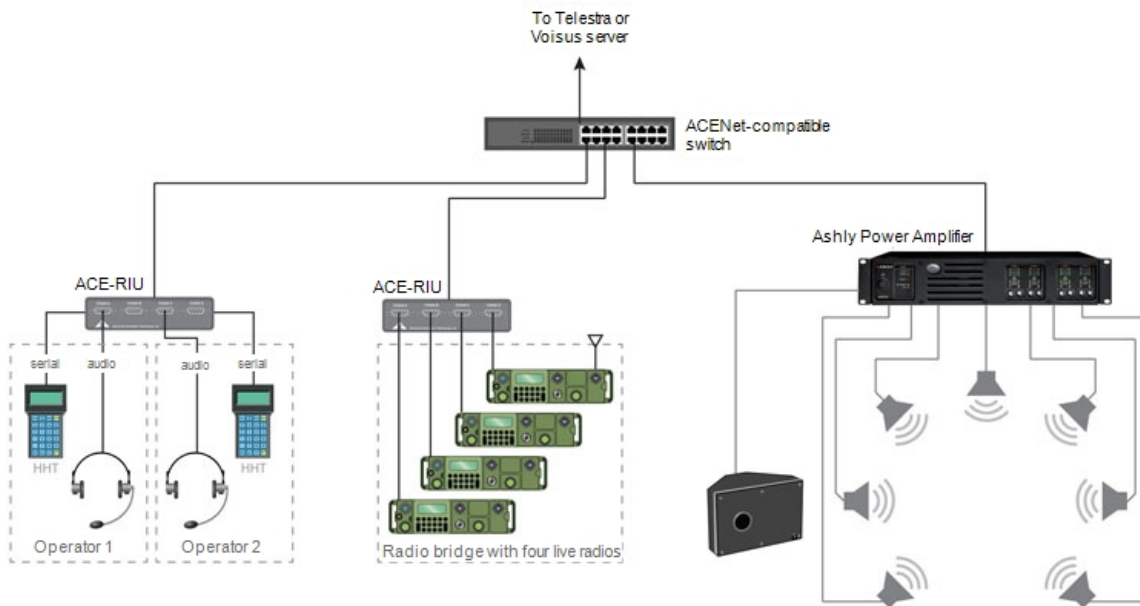 To Telestra or
Voisus server
ACENet-compatible
switch
Ashly Power Amplifier
ACE-RIU
ACE-RIU
serial
audio
audio
serial
HHT
HHT
Operator 1
Operator 2
Radio bridge with four live radios